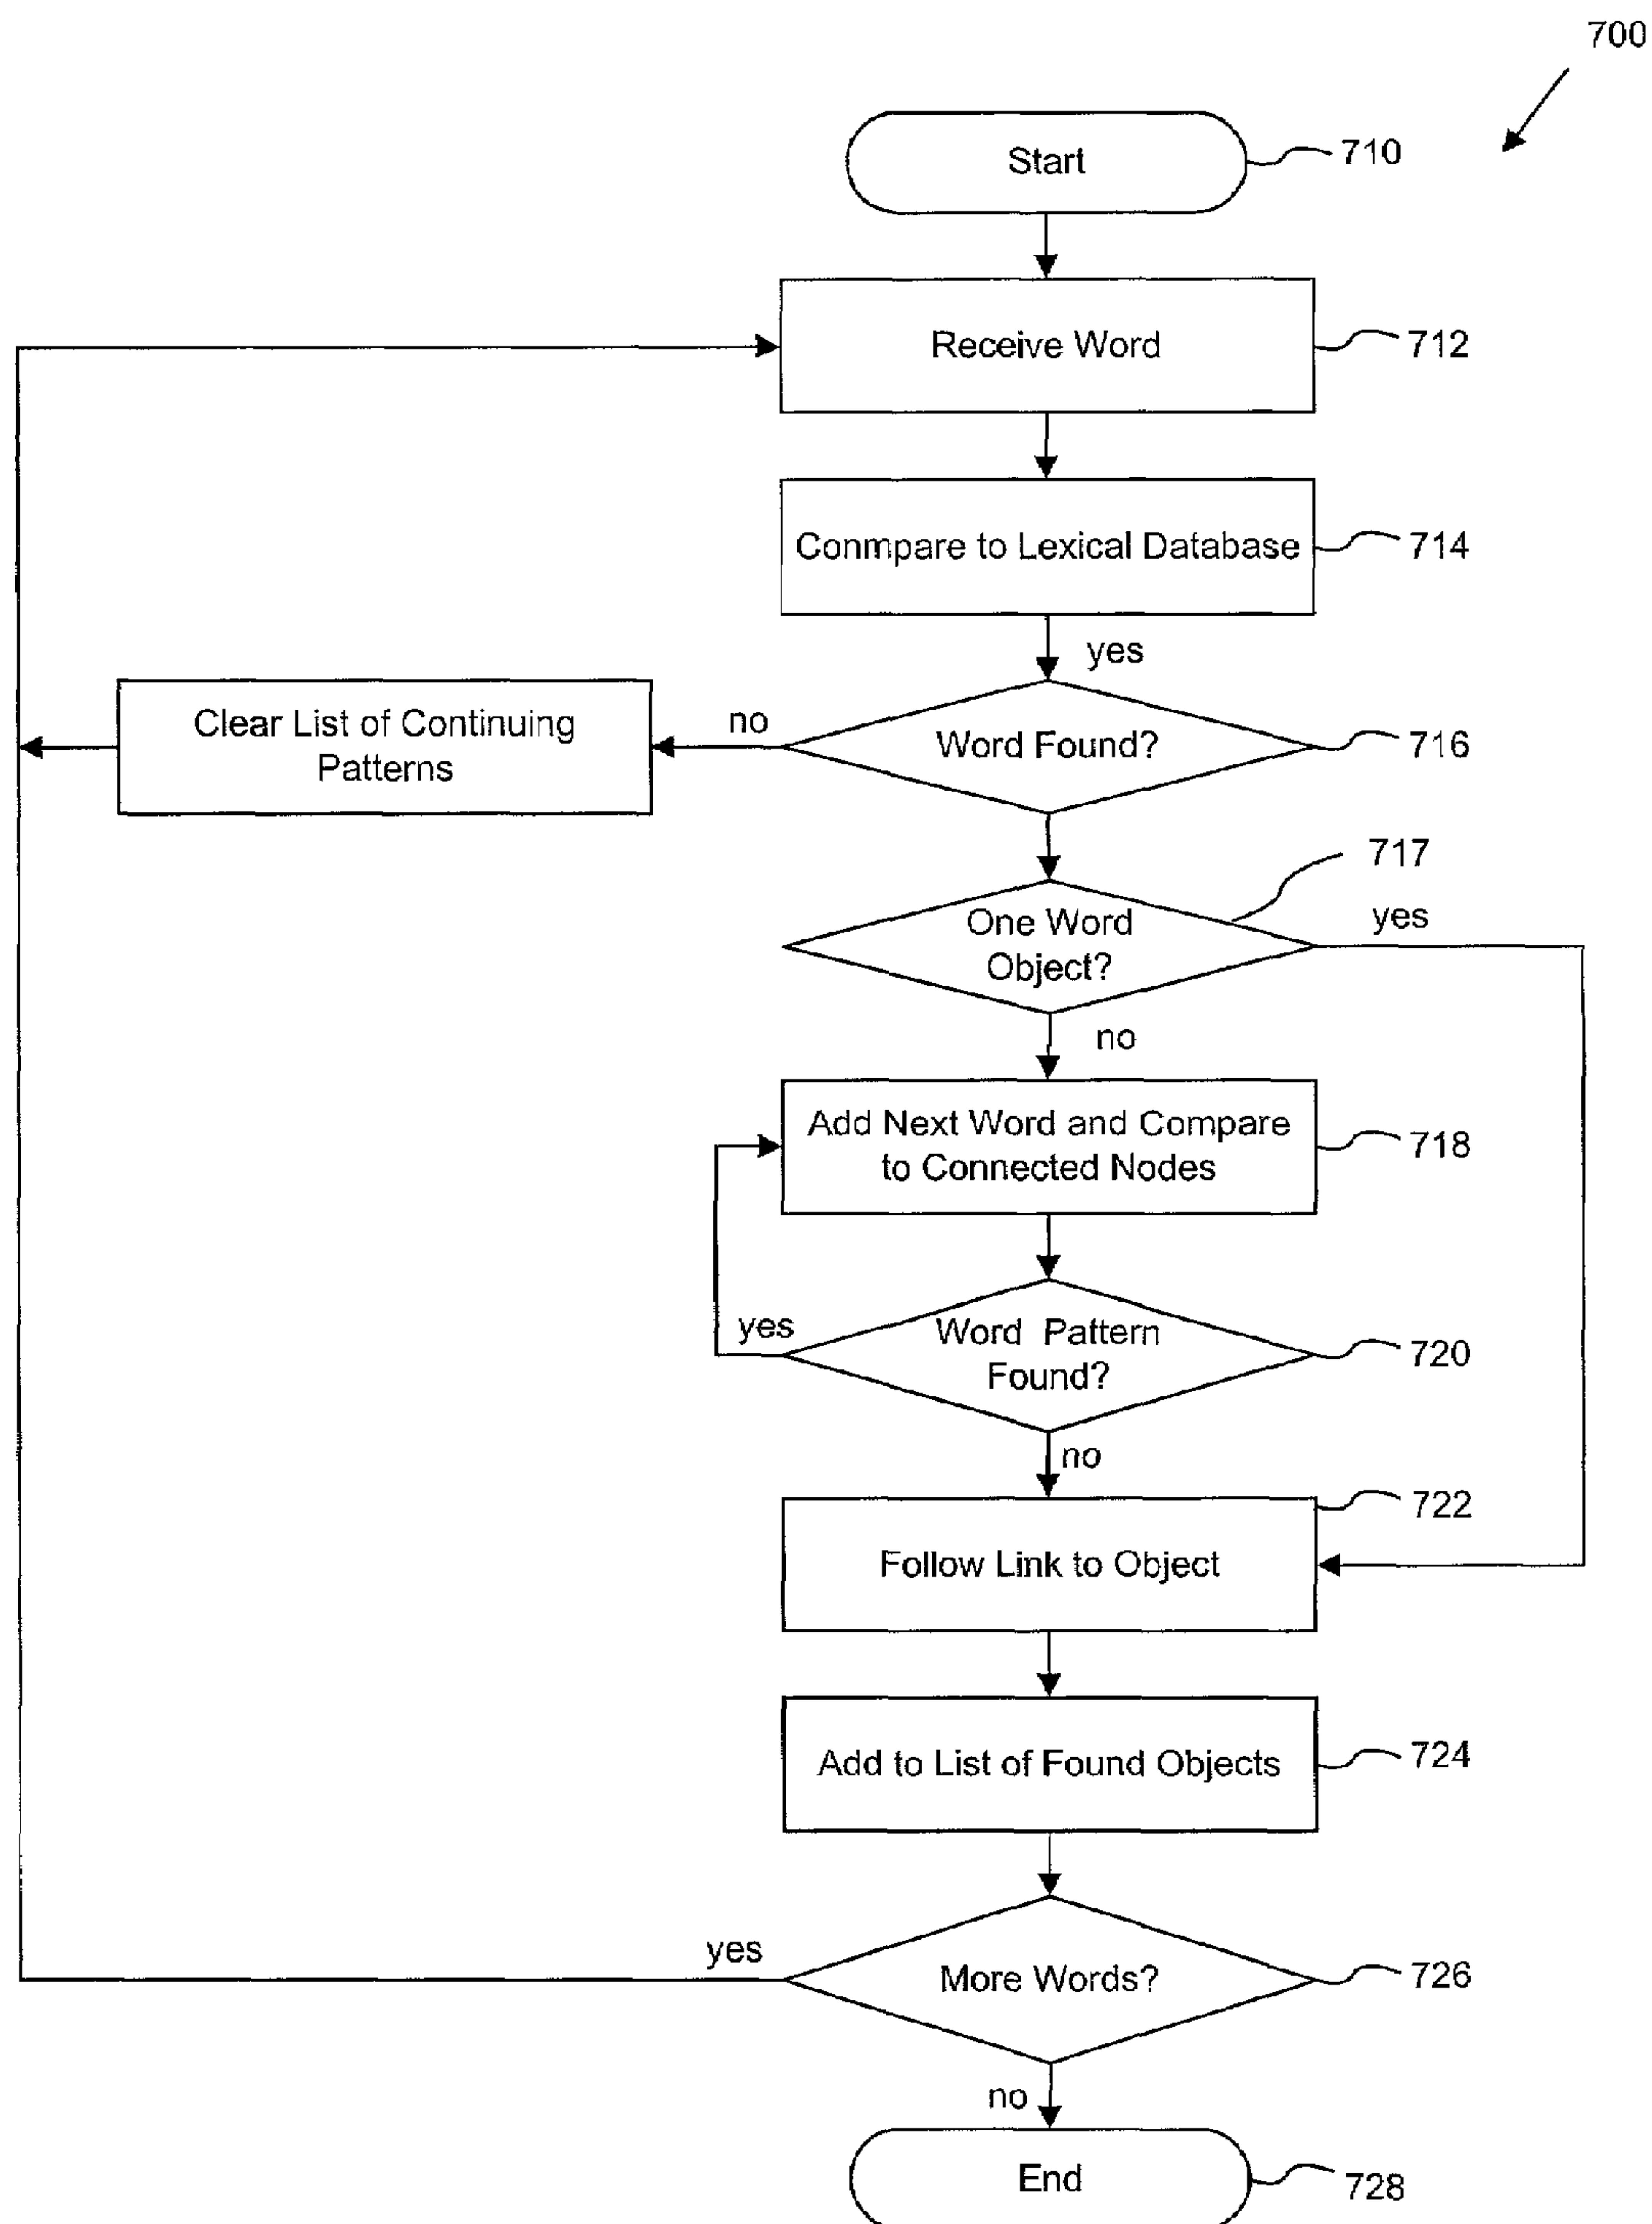 700
Start
710
Receive Word
712
Conmpare to Lexical Database
714
yes
Clear List of Continuing
Patterns
no
Word Found?
716
717
One Word
Object?
yes
no
Add Next Word and Compare
to Connected Nodes
718
yes
Word Pattern
Found?
720
no
722
Follow Link to Object
Add to List of Found Objects
724
yes
More Words?
726
no
End
728